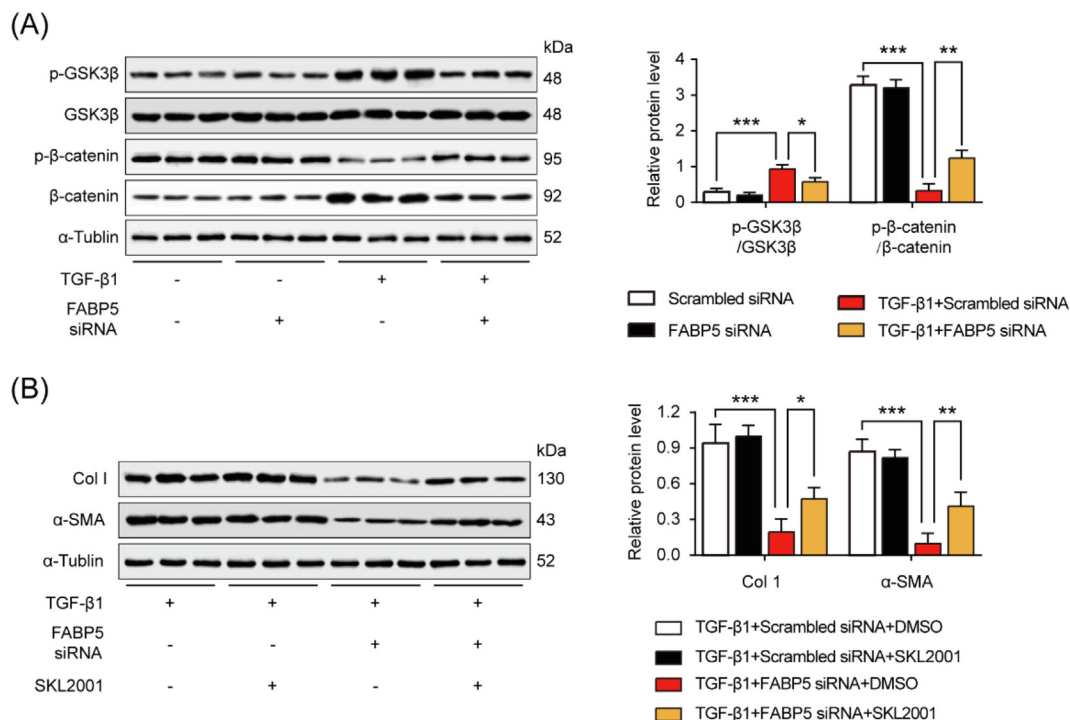 (A)
kDa
p-GSK3β 48
GSK3β 48
p-β-catenin 95
β-catenin 92
α-Tublin 52
TGF-β1 - - + +
FABP5
siRNA - + - +
Relative protein level
4
3
2
1
0
*** *
*** **
p-GSK3β
/GSK3β
p-β-catenin
/β-catenin
Scrambled siRNA
FABP5 siRNA
TGF-β1+Scrambled siRNA
TGF-β1+FABP5 siRNA
(B)
kDa
Col I 130
α-SMA 43
α-Tublin 52
TGF-β1 + + + +
FABP5
siRNA - - + +
SKL2001 - + - +
Relative protein level
1.2
0.9
0.6
0.3
0.0
*** *
*** **
Col 1 α-SMA
TGF-β1+Scrambled siRNA+DMSO
TGF-β1+Scrambled siRNA+SKL2001
TGF-β1+FABP5 siRNA+DMSO
TGF-β1+FABP5 siRNA+SKL2001